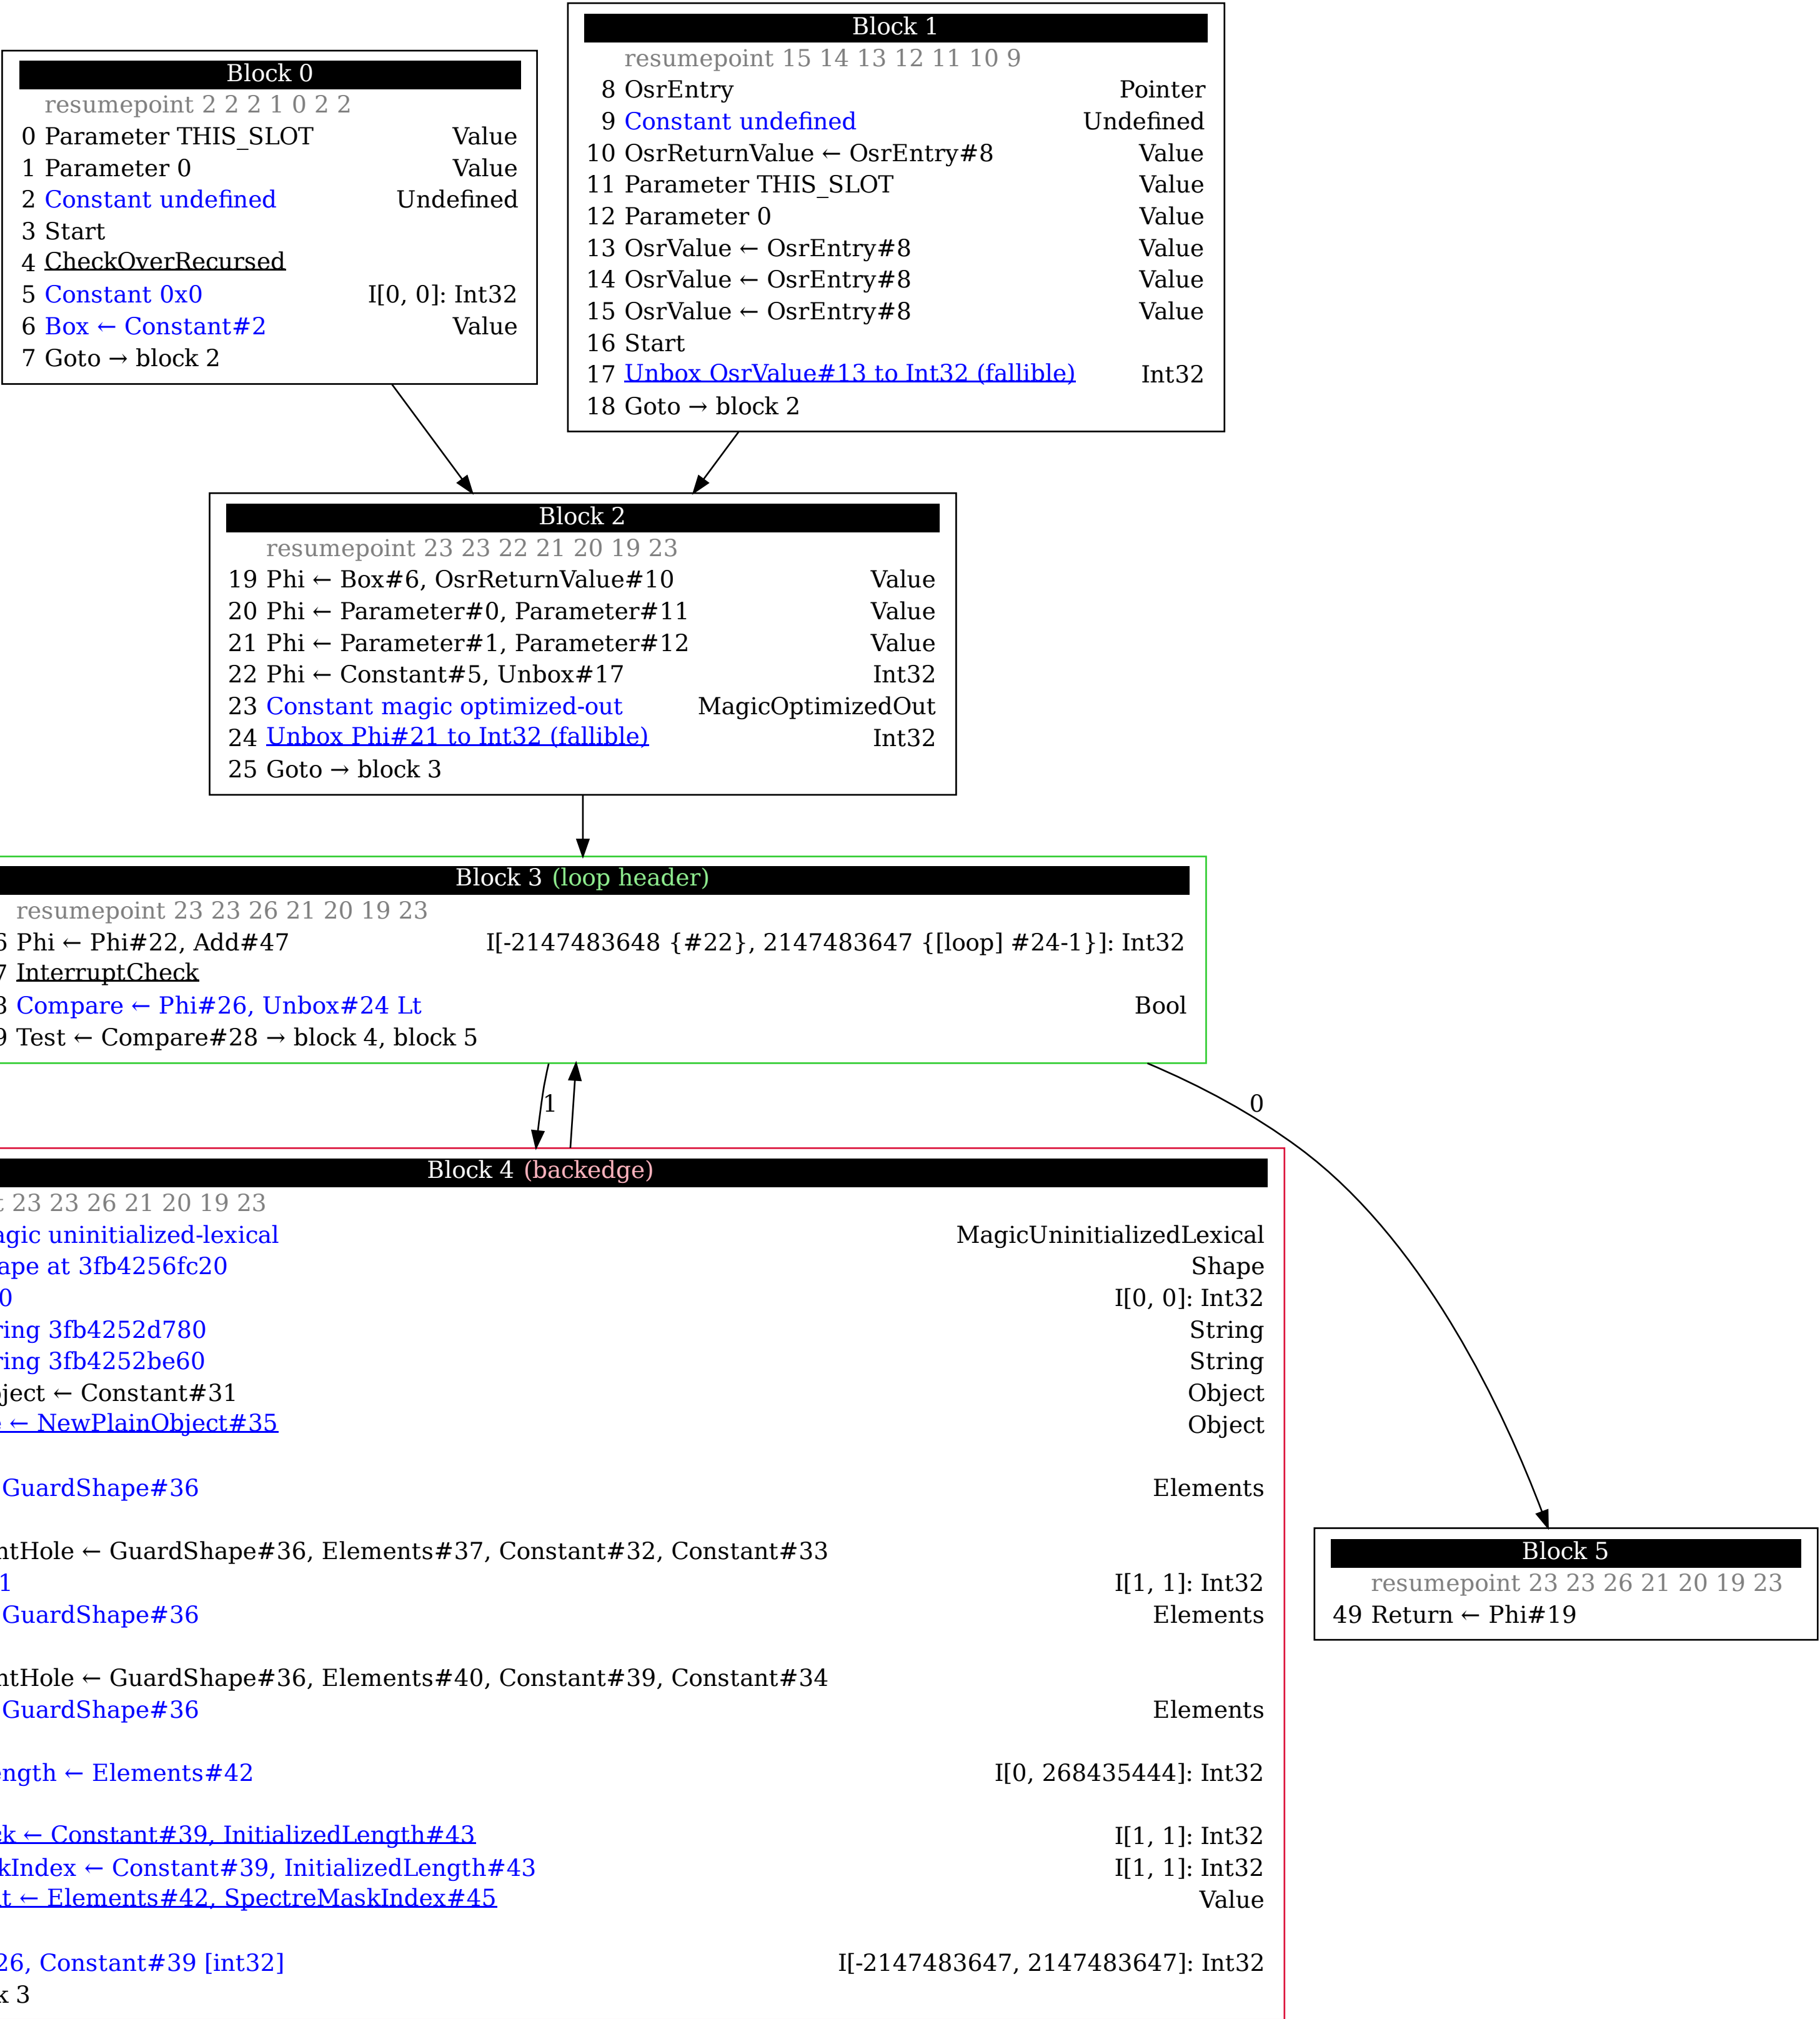 Block 0
resumepoint 2 2 2 1 0 2 2
0 Parameter THIS_SLOT Value
1 Parameter 0 Value
2 Constant undefined Undefined
3 Start
4 CheckOverRecursed
5 Constant 0x0 I[0, 0]: Int32
6 Box ← Constant#2 Value
7 Goto → block 2
Block 1
resumepoint 15 14 13 12 11 10 9
8 OsrEntry Pointer
9 Constant undefined Undefined
10 OsrReturnValue ← OsrEntry#8 Value
11 Parameter THIS_SLOT Value
12 Parameter 0 Value
13 OsrValue ← OsrEntry#8 Value
14 OsrValue ← OsrEntry#8 Value
15 OsrValue ← OsrEntry#8 Value
16 Start
17 Unbox OsrValue#13 to Int32 (fallible) Int32
18 Goto → block 2
Block 2
resumepoint 23 23 22 21 20 19 23
19 Phi ← Box#6, OsrReturnValue#10 Value
20 Phi ← Parameter#0, Parameter#11 Value
21 Phi ← Parameter#1, Parameter#12 Value
22 Phi ← Constant#5, Unbox#17 Int32
23 Constant magic optimized-out MagicOptimizedOut
24 Unbox Phi#21 to Int32 (fallible) Int32
25 Goto → block 3
Block 3 (loop header)
resumepoint 23 23 26 21 20 19 23
6 Phi ← Phi#22, Add#47 I[-2147483648 {#22}, 2147483647 {[loop] #24-1}]: Int32
7 InterruptCheck
8 Compare ← Phi#26, Unbox#24 Lt Bool
9 Test ← Compare#28 → block 4, block 5
1
0
Block 4 (backedge)
t 23 23 26 21 20 19 23
agic uninitialized-lexical MagicUninitializedLexical
ape at 3fb4256fc20 Shape
0 I[0, 0]: Int32
ring 3fb4252d780 String
ring 3fb4252be60 String
ject ← Constant#31 Object
e ← NewPlainObject#35 Object
GuardShape#36 Elements
ntHole ← GuardShape#36, Elements#37, Constant#32, Constant#33
1 I[1, 1]: Int32
GuardShape#36 Elements
ntHole ← GuardShape#36, Elements#40, Constant#39, Constant#34
GuardShape#36 Elements
ength ← Elements#42 I[0, 268435444]: Int32
ck ← Constant#39, InitializedLength#43 I[1, 1]: Int32
kIndex ← Constant#39, InitializedLength#43 I[1, 1]: Int32
nt ← Elements#42, SpectreMaskIndex#45 Value
26, Constant#39 [int32] I[-2147483647, 2147483647]: Int32
k 3
Block 5
resumepoint 23 23 26 21 20 19 23
49 Return ← Phi#19